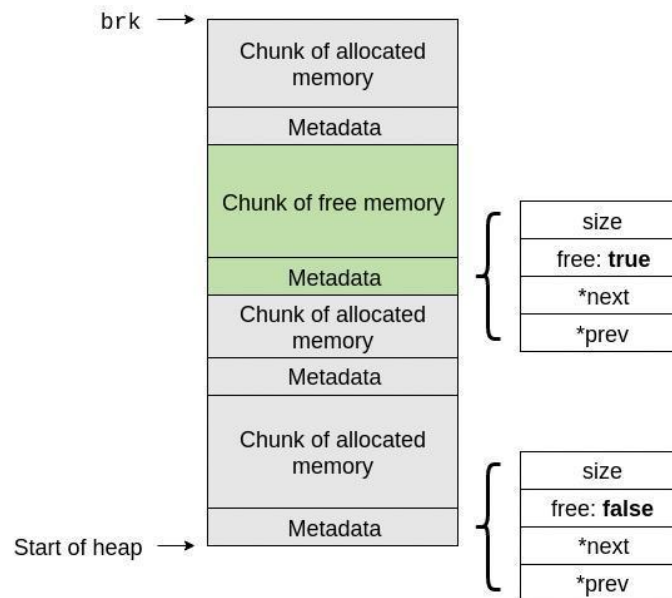 brk
Chunk of allocated
memory
Metadata
Chunk of free memory
Metadata
Chunk of allocated
memory
Metadata
Chunk of allocated
memory
Metadata
Start of heap
size
free: true
*next
*prev
size
free: false
*next
*prev